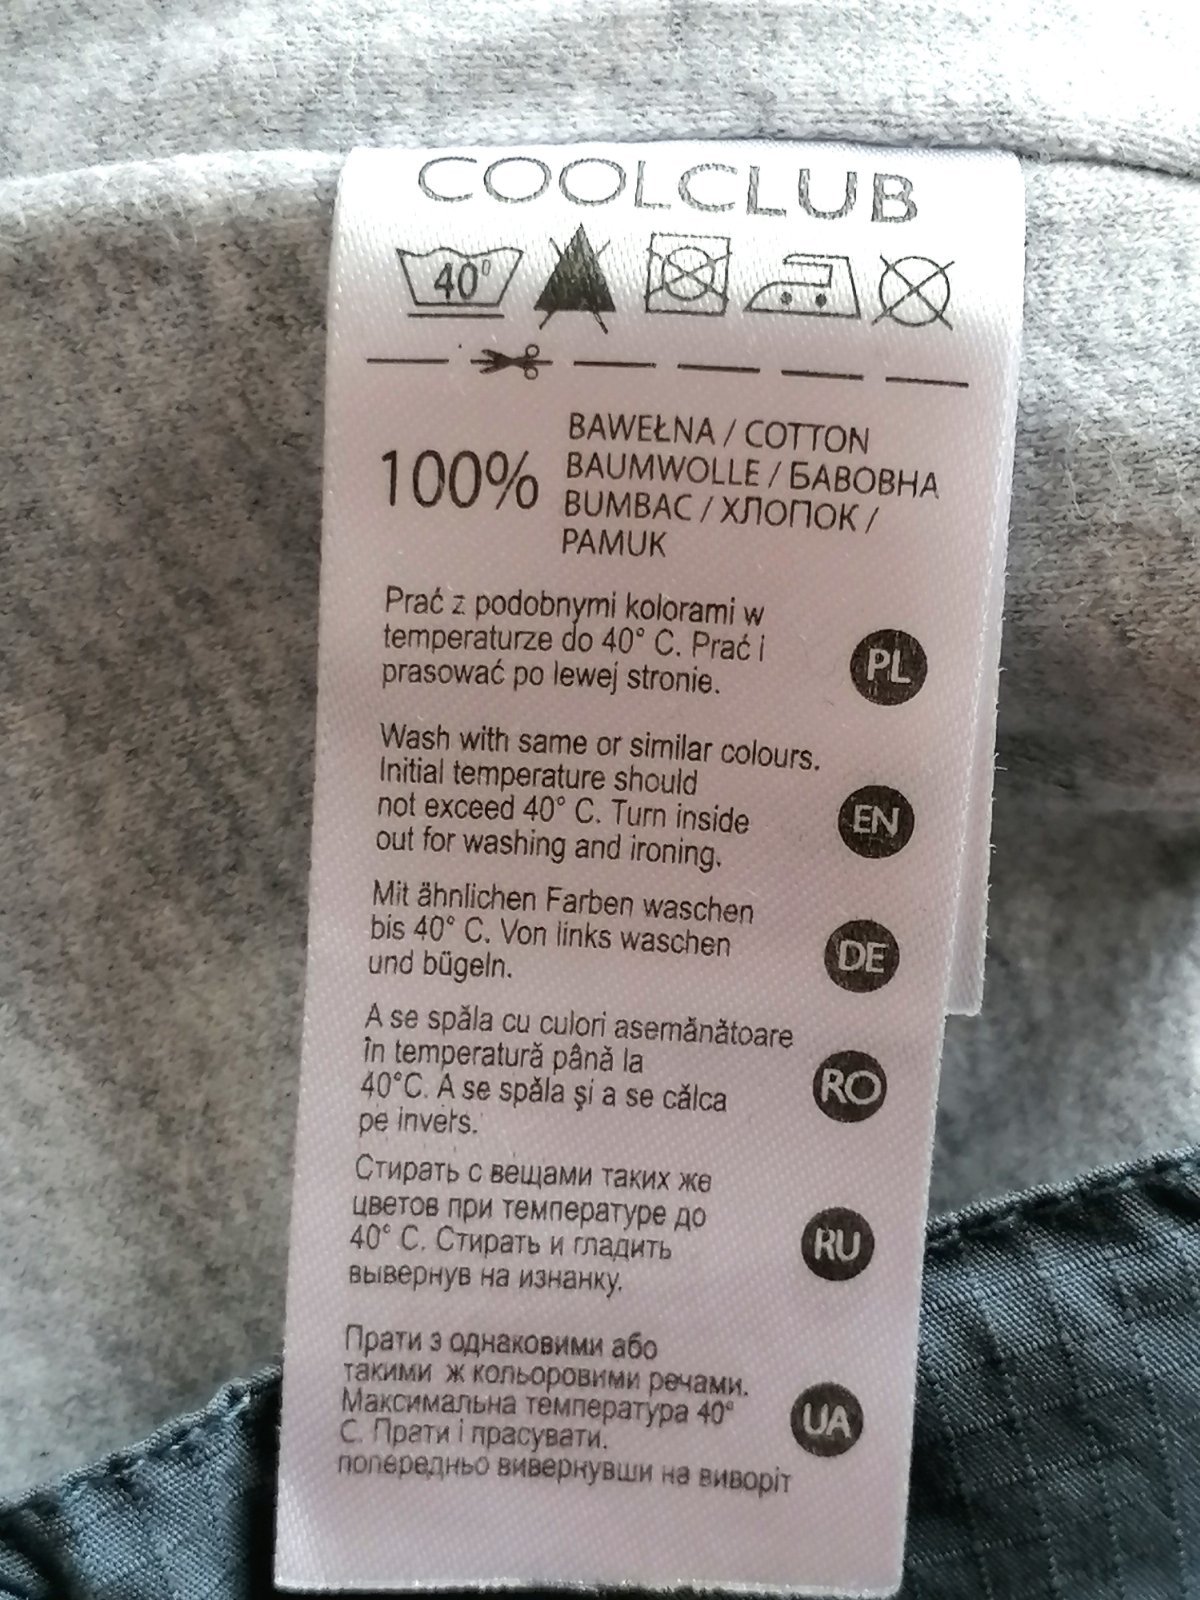 COOLCLUB
40°
100%
BAWEŁNA / COTTON
BAUMWOLLE / БАВОВНА
BUMBAC / ХЛОПОК /
PAMUK
Prać z podobnymi kolorami w
temperaturze do 40° C. Prać i
prasować po lewej stronie.
PL
Wash with same or similar colours.
Initial temperature should
not exceed 40° C. Turn inside
out for washing and ironing.
EN
Mit ähnlichen Farben waschen
bis 40° C. Von links waschen
und bügeln.
DE
A se spăla cu culori asemănătoare
în temperatură până la
40°C. A se spăla şi a se călca
pe invers.
RO
Стирать с вещами таких же
цветов при температуре до
40° С. Стирать и гладить
вывернув на изнанку.
RU
Прати з однаковими або
такими ж кольоровими речами.
Максимальна температура 40°
С. Прати і прасувати.
попередньо вивернувши на виворіт
UA